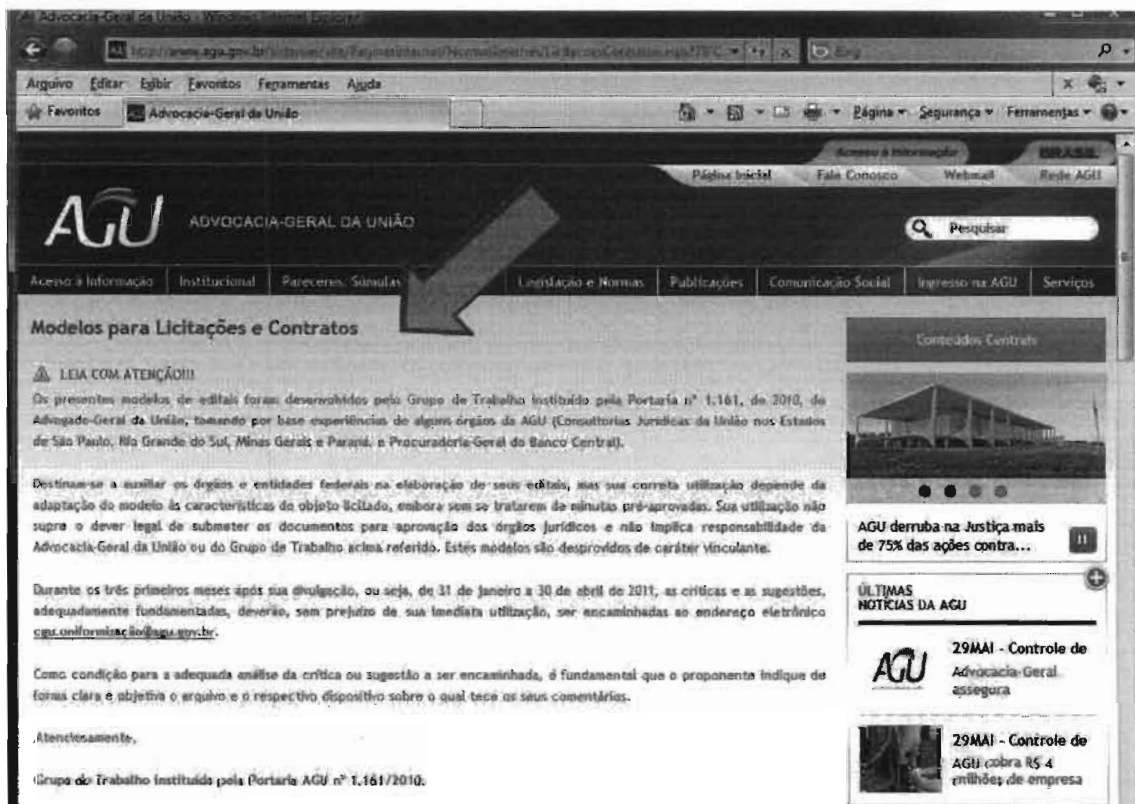 Advocacia-Geral da União - Windows Internet Explorer
Arquivo Editar Exibir Favoritos Ferramentas Ajuda
Favoritos Advocacia-Geral da União
Página Segurança Ferramentas
Acesso à Informação BRASIL
Página Inicial Fale Conosco Webmail Rede AGU
AGU ADVOCACIA-GERAL DA UNIÃO
Pesquisar
Acesso à Informação Institucional Pareceres, Súmulas Legislação e Normas Publicações Comunicação Social Ingresso na AGU Serviços
Modelos para Licitações e Contratos
LEIA COM ATENÇÃO!!!
Os presentes modelos de editais foram desenvolvidos pelo Grupo de Trabalho instituído pela Portaria nº 1.161, de 2010, do
Advogado-Geral da União, tomando por base experiências de alguns órgãos da AGU (Consultorias Jurídicas da União nos Estados
de São Paulo, Rio Grande do Sul, Minas Gerais e Paraná, e Procuradoria-Geral do Banco Central).
Destinam-se a auxiliar os órgãos e entidades federais na elaboração de seus editais, mas sua correta utilização depende da
adaptação do modelo às características do objeto licitado, embora sem se tratarem de minutas pré-aprovadas. Sua utilização não
supre o dever legal de submeter os documentos para aprovação dos órgãos jurídicos e não implica responsabilidade da
Advocacia-Geral da União ou do Grupo de Trabalho acima referido. Estes modelos são desprovidos de caráter vinculante.
Durante os três primeiros meses após sua divulgação, ou seja, de 31 de janeiro a 30 de abril de 2011, as críticas e as sugestões,
adequadamente fundamentadas, deverão, sem prejuízo de sua imediata utilização, ser encaminhadas ao endereço eletrônico
cgu.uniformização@agu.gov.br.
Como condição para a adequada análise da crítica ou sugestão a ser encaminhada, é fundamental que o proponente indique de
forma clara e objetiva o arquivo e o respectivo dispositivo sobre o qual tece os seus comentários.
Atenciosamente,
Grupo de Trabalho instituído pela Portaria AGU nº 1.161/2010.
Conteúdos Centrais
AGU derruba na Justiça mais
de 75% das ações contra...
ÚLTIMAS
NOTÍCIAS DA AGU
AGU
29MAI - Controle de
Advocacia-Geral
assegura
29MAI - Controle de
AGU cobra R$ 4
milhões de empresa